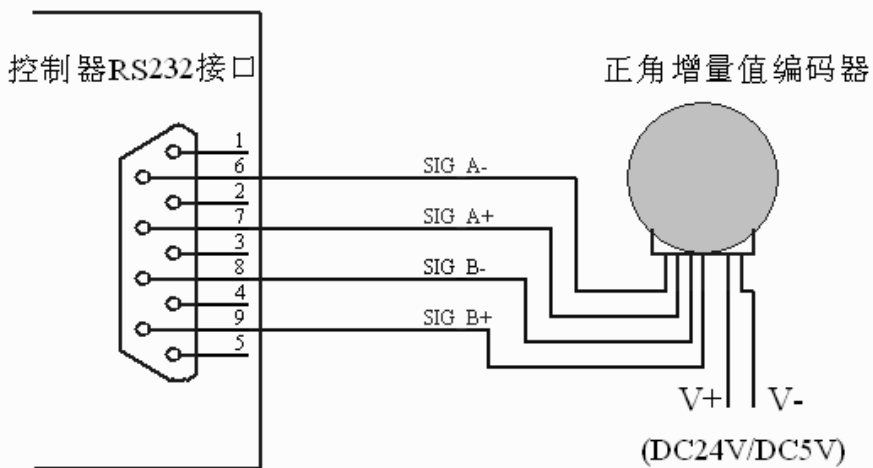 控制器RS232接口
正角增量值编码器
1
6
SIG A-
2
7
SIG A+
3
8
SIG B-
4
9
SIG B+
5
V+ V-
(DC24V/DC5V)